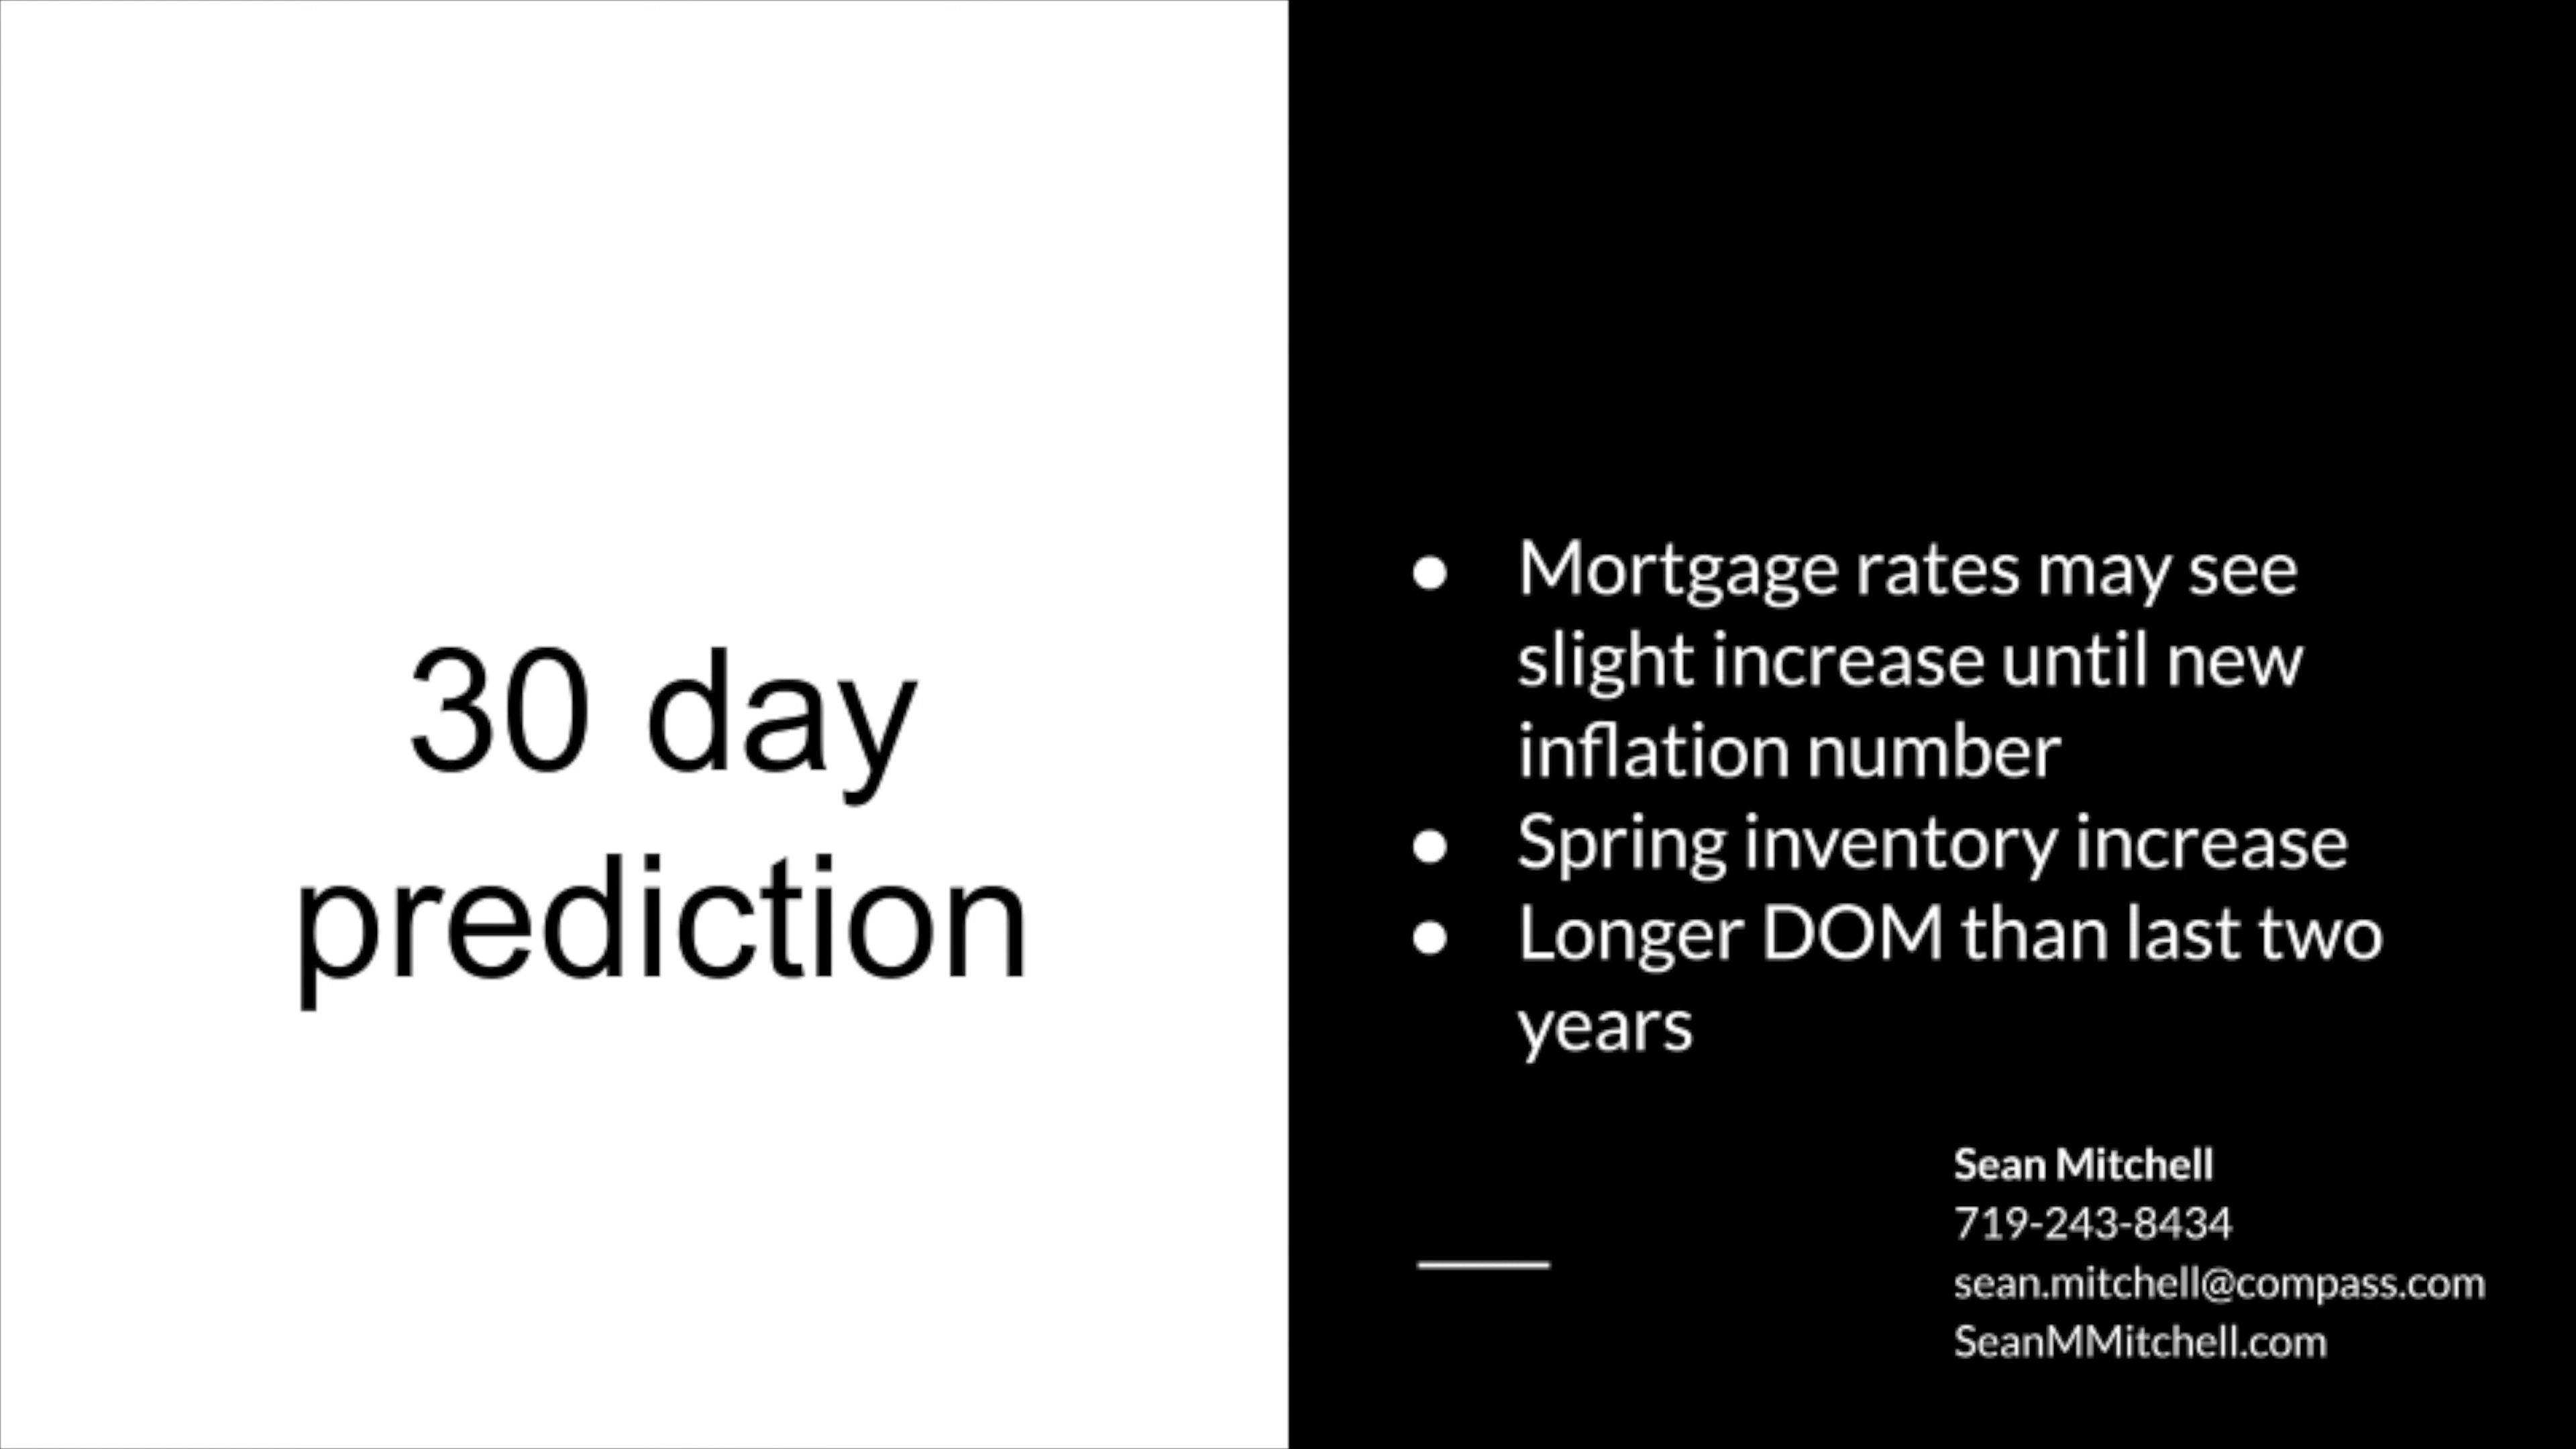 30 day
prediction
● Mortgage rates may see
slight increase until new
inflation number
● Spring inventory increase
● Longer DOM than last two
years
Sean Mitchell
719-243-8434
sean.mitchell@compass.com
SeanMMitchell.com